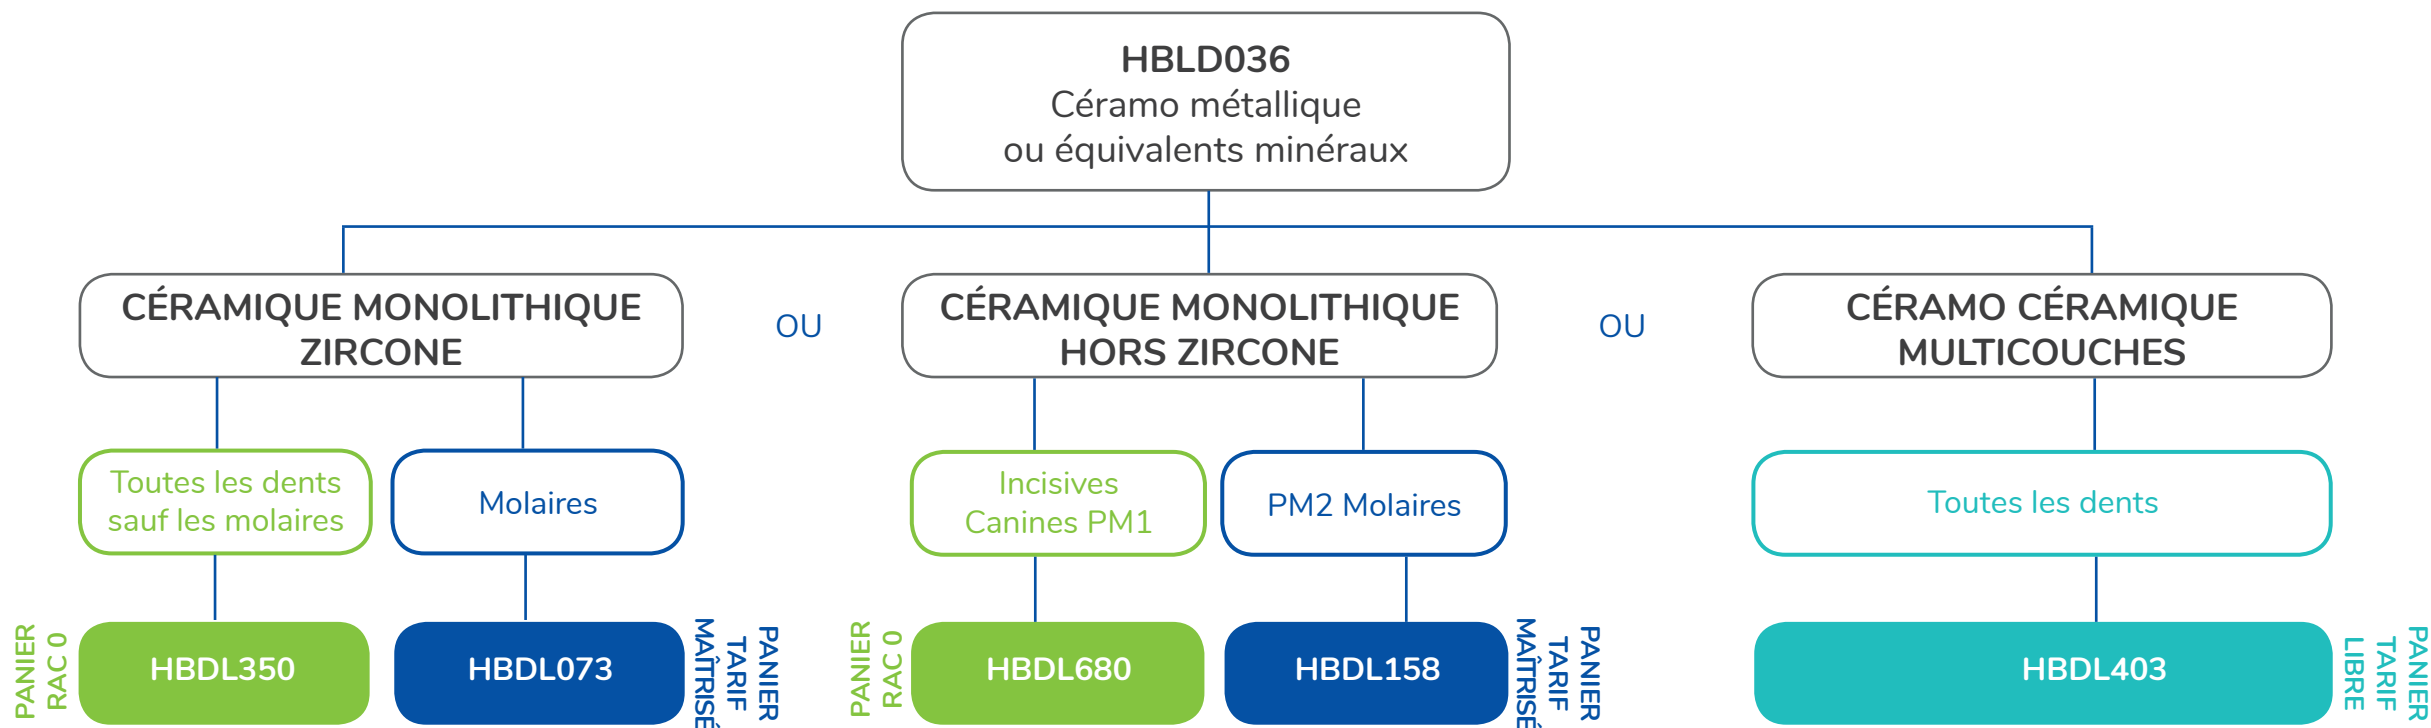 HBLD036
Céramo métallique
ou équivalents minéraux
CÉRAMIQUE MONOLITHIQUE
ZIRCONE
OU
CÉRAMIQUE MONOLITHIQUE
HORS ZIRCONE
OU
CÉRAMO CÉRAMIQUE
MULTICOUCHES
Toutes les dents
sauf les molaires
Molaires
Incisives
Canines PM1
PM2 Molaires
Toutes les dents
PANIER
RAC 0
HBDL350
HBDL073
PANIER
TARIF
MAÎTRISÉ
PANIER
RAC 0
HBDL680
HBDL158
PANIER
TARIF
MAÎTRISÉ
HBDL403
PANIER
TARIF
LIBRE